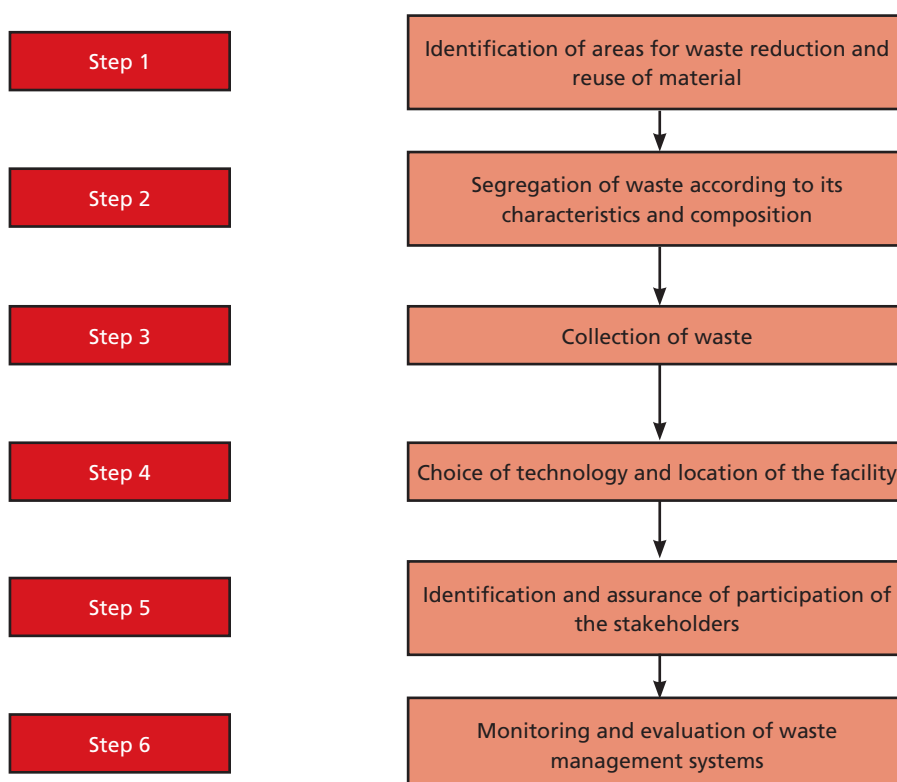 Step 1
Identification of areas for waste reduction and
reuse of material
Step 2
Segregation of waste according to its
characteristics and composition
Step 3
Collection of waste
Step 4
Choice of technology and location of the facility
Step 5
Identification and assurance of participation of
the stakeholders
Step 6
Monitoring and evaluation of waste
management systems